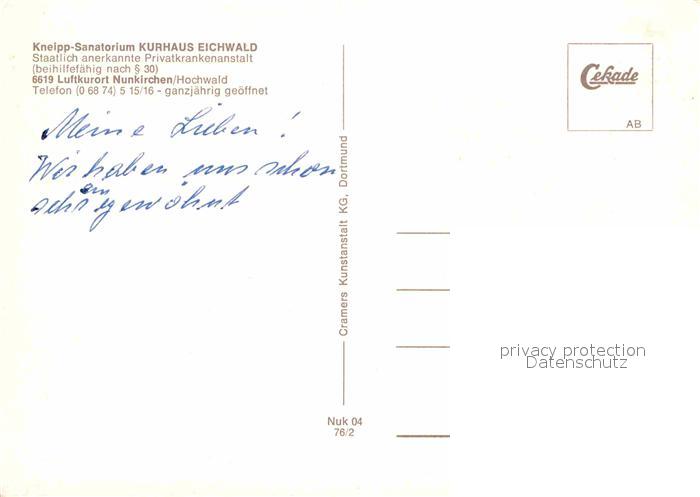 Kneipp-Sanatorium KURHAUS EICHWALD
Staatlich anerkannte Privatkrankenanstalt
(beihilfefähig nach § 30)
6619 Luftkurort Nunkirchen/Hochwald
Telefon (0 68 74) 5 15/16 - ganzjährig geöffnet
Meine Lieben!
Wir haben uns schon
sehr eingewöhnt
Cramers Kunstanstalt KG, Dortmund
Nuk 04
76/2
Cekade
AB
privacy protection
Datenschutz